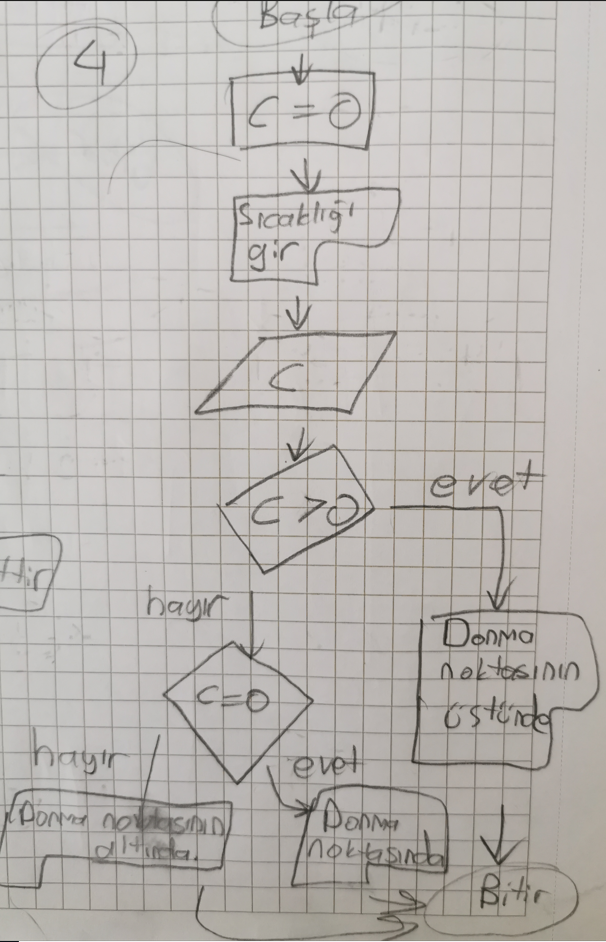 Başla
4
C = 0
Sıcaklığı
gir
C
C > 0
evet
hayır
Donma
noktasının
üstünde
C=0
hayır
evet
Donma noktasının
altında.
Donma
noktasında
Bitir